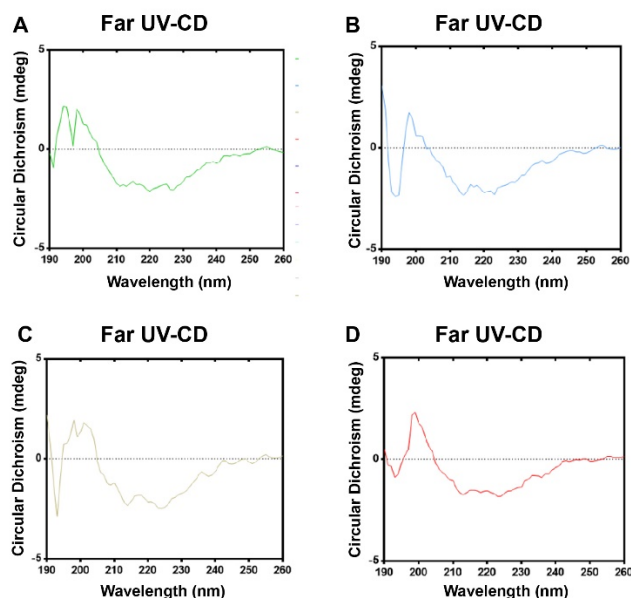 A
Far UV-CD
Circular Dichroism (mdeg)
5
0
-5
190 200 210 220 230 240 250 260
Wavelength (nm)
B
Far UV-CD
Circular Dichroism (mdeg)
5
0
-5
190 200 210 220 230 240 250 260
Wavelength (nm)
C
Far UV-CD
Circular Dichroism (mdeg)
5
0
-5
190 200 210 220 230 240 250 260
Wavelength (nm)
D
Far UV-CD
Circular Dichroism (mdeg)
5
0
-5
190 200 210 220 230 240 250 260
Wavelength (nm)